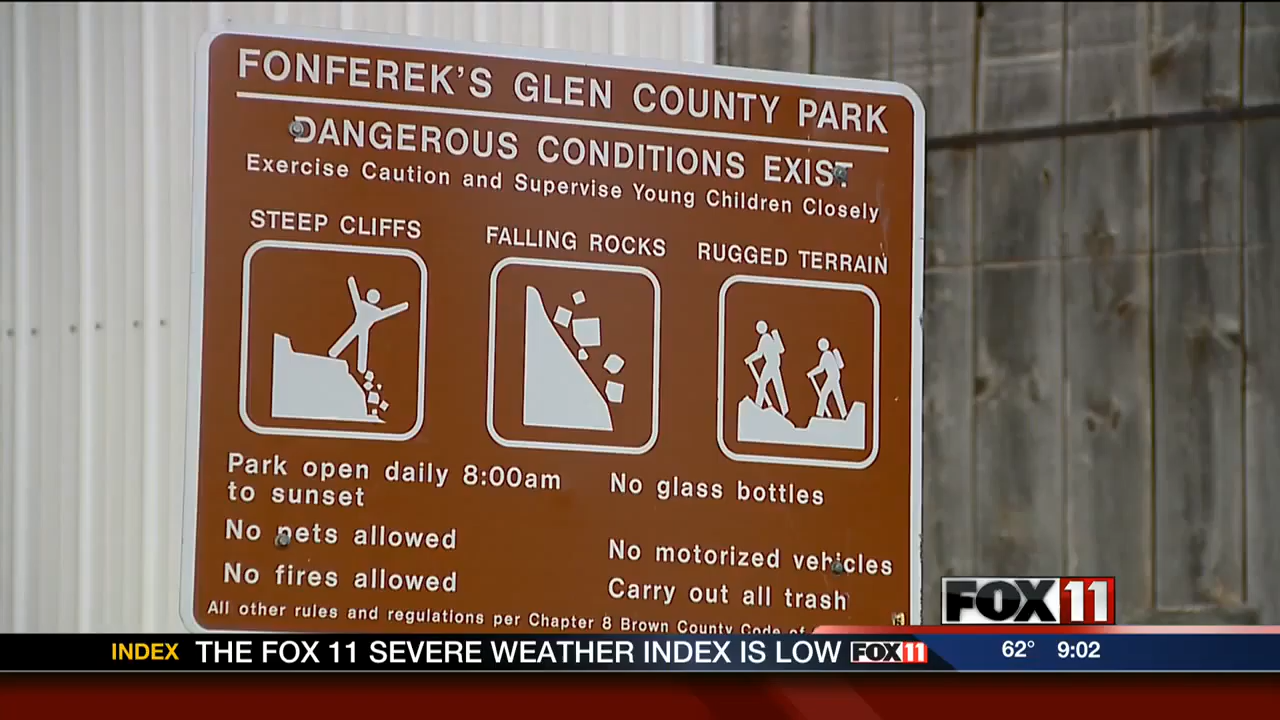 FONFEREK'S GLEN COUNTY PARK
DANGEROUS CONDITIONS EXIST
Exercise Caution and Supervise Young Children Closely
STEEP CLIFFS
FALLING ROCKS
RUGGED TERRAIN
Park open daily 8:00am
to sunset
No pets allowed
No fires allowed
No glass bottles
No motorized vehicles
Carry out all trash
All other rules and regulations per Chapter 8 Brown County Code of
FOX 11
INDEX THE FOX 11 SEVERE WEATHER INDEX IS LOW FOX 11 62° 9:02